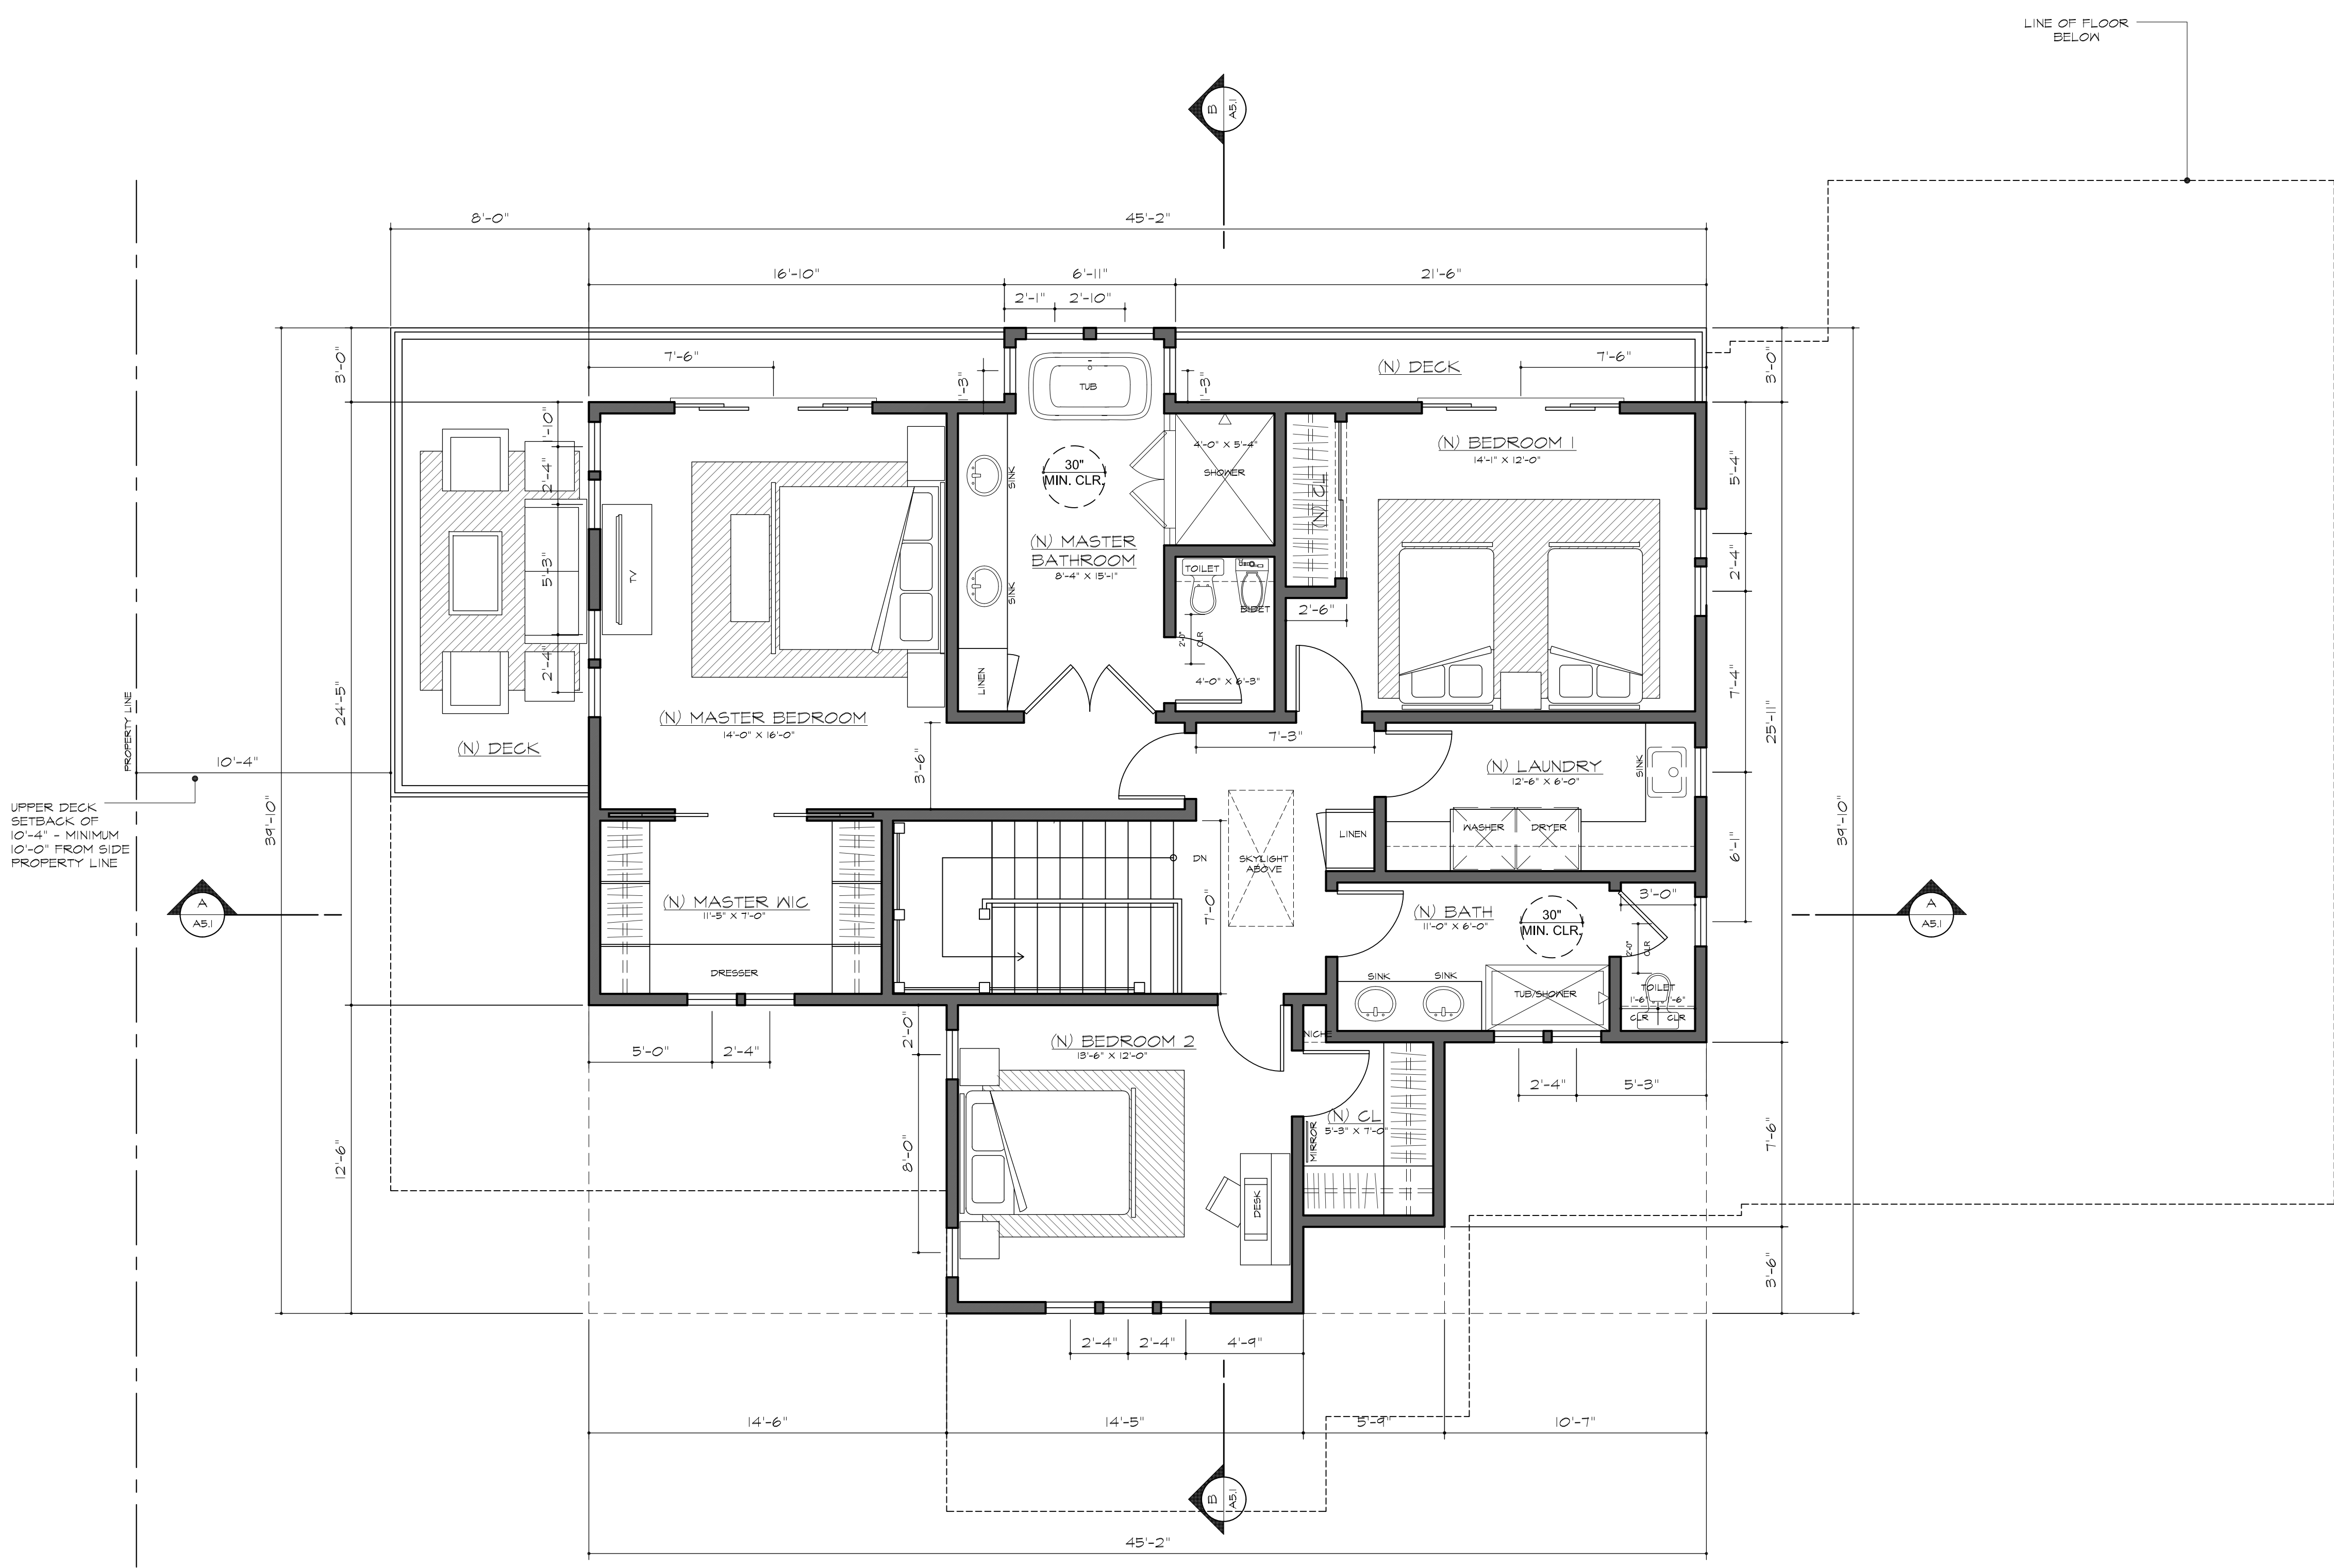 LINE OF FLOOR
BELOW
B
A5.1
8'-0"
45'-2"
16'-10"
6'-11"
21'-6"
2'-1"
2'-10"
3'-0"
7'-6"
1'-3"
TUB
1'-3"
(N) DECK
7'-6"
3'-0"
1'-10"
2'-4"
5'-3"
2'-4"
24'-5"
39'-10"
12'-6"
PROPERTY LINE
10'-4"
UPPER DECK
SETBACK OF
10'-4" - MINIMUM
10'-0" FROM SIDE
PROPERTY LINE
(N) DECK
TV
(N) MASTER BEDROOM
14'-0" X 16'-0"
3'-6"
SINK
SINK
LINEN
30"
MIN. CLR.
(N) MASTER
BATHROOM
8'-4" X 15'-1"
4'-0" X 5'-4"
SHOWER
TOILET
BIDET
2'-0"
CLR
4'-0" X 6'-3"
(N) CL
2'-6"
(N) BEDROOM 1
14'-1" X 12'-0"
5'-4"
2'-4"
7'-4"
6'-1"
25'-11"
39'-10"
7'-6"
3'-6"
7'-3"
(N) LAUNDRY
12'-6" X 6'-0"
SINK
WASHER
DRYER
LINEN
SKYLIGHT
ABOVE
DN
7'-0"
(N) MASTER WIC
11'-5" X 7'-0"
DRESSER
A
A5.1
A
A5.1
(N) BATH
11'-0" X 6'-0"
30"
MIN. CLR.
3'-0"
2'-0"
CLR
SINK
SINK
TUB/SHOWER
TOILET
1'-6"
1'-6"
CLR
CLR
5'-0"
2'-4"
2'-0"
8'-0"
(N) BEDROOM 2
13'-6" X 12'-0"
NICHE
(N) CL
5'-3" X 7'-0"
MIRROR
DESK
2'-4"
5'-3"
2'-4"
2'-4"
4'-9"
14'-6"
14'-5"
5'-9"
10'-7"
B
A5.1
45'-2"